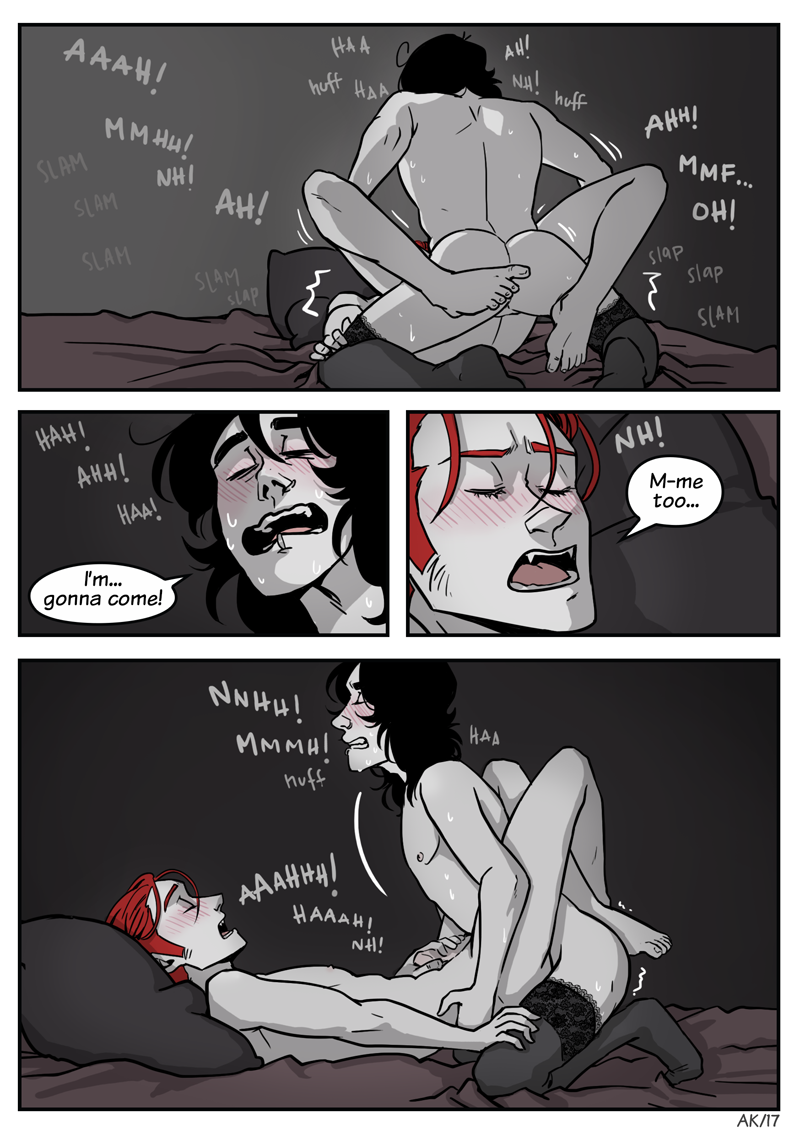 AAAH!
MMHH!
NH!
SLAM
SLAM
SLAM
SLAM
slap
AH!
HAA
huff
HAA
AH!
NH!
huff
AHH!
MMF...
OH!
slap
slap
SLAM
HAH!
AHH!
HAA!
I'm...
gonna come!
NH!
M-me
too...
NNHH!
MMMH!
huff
HAA
AAAHHH!
HAAAH!
NH!
AK/17